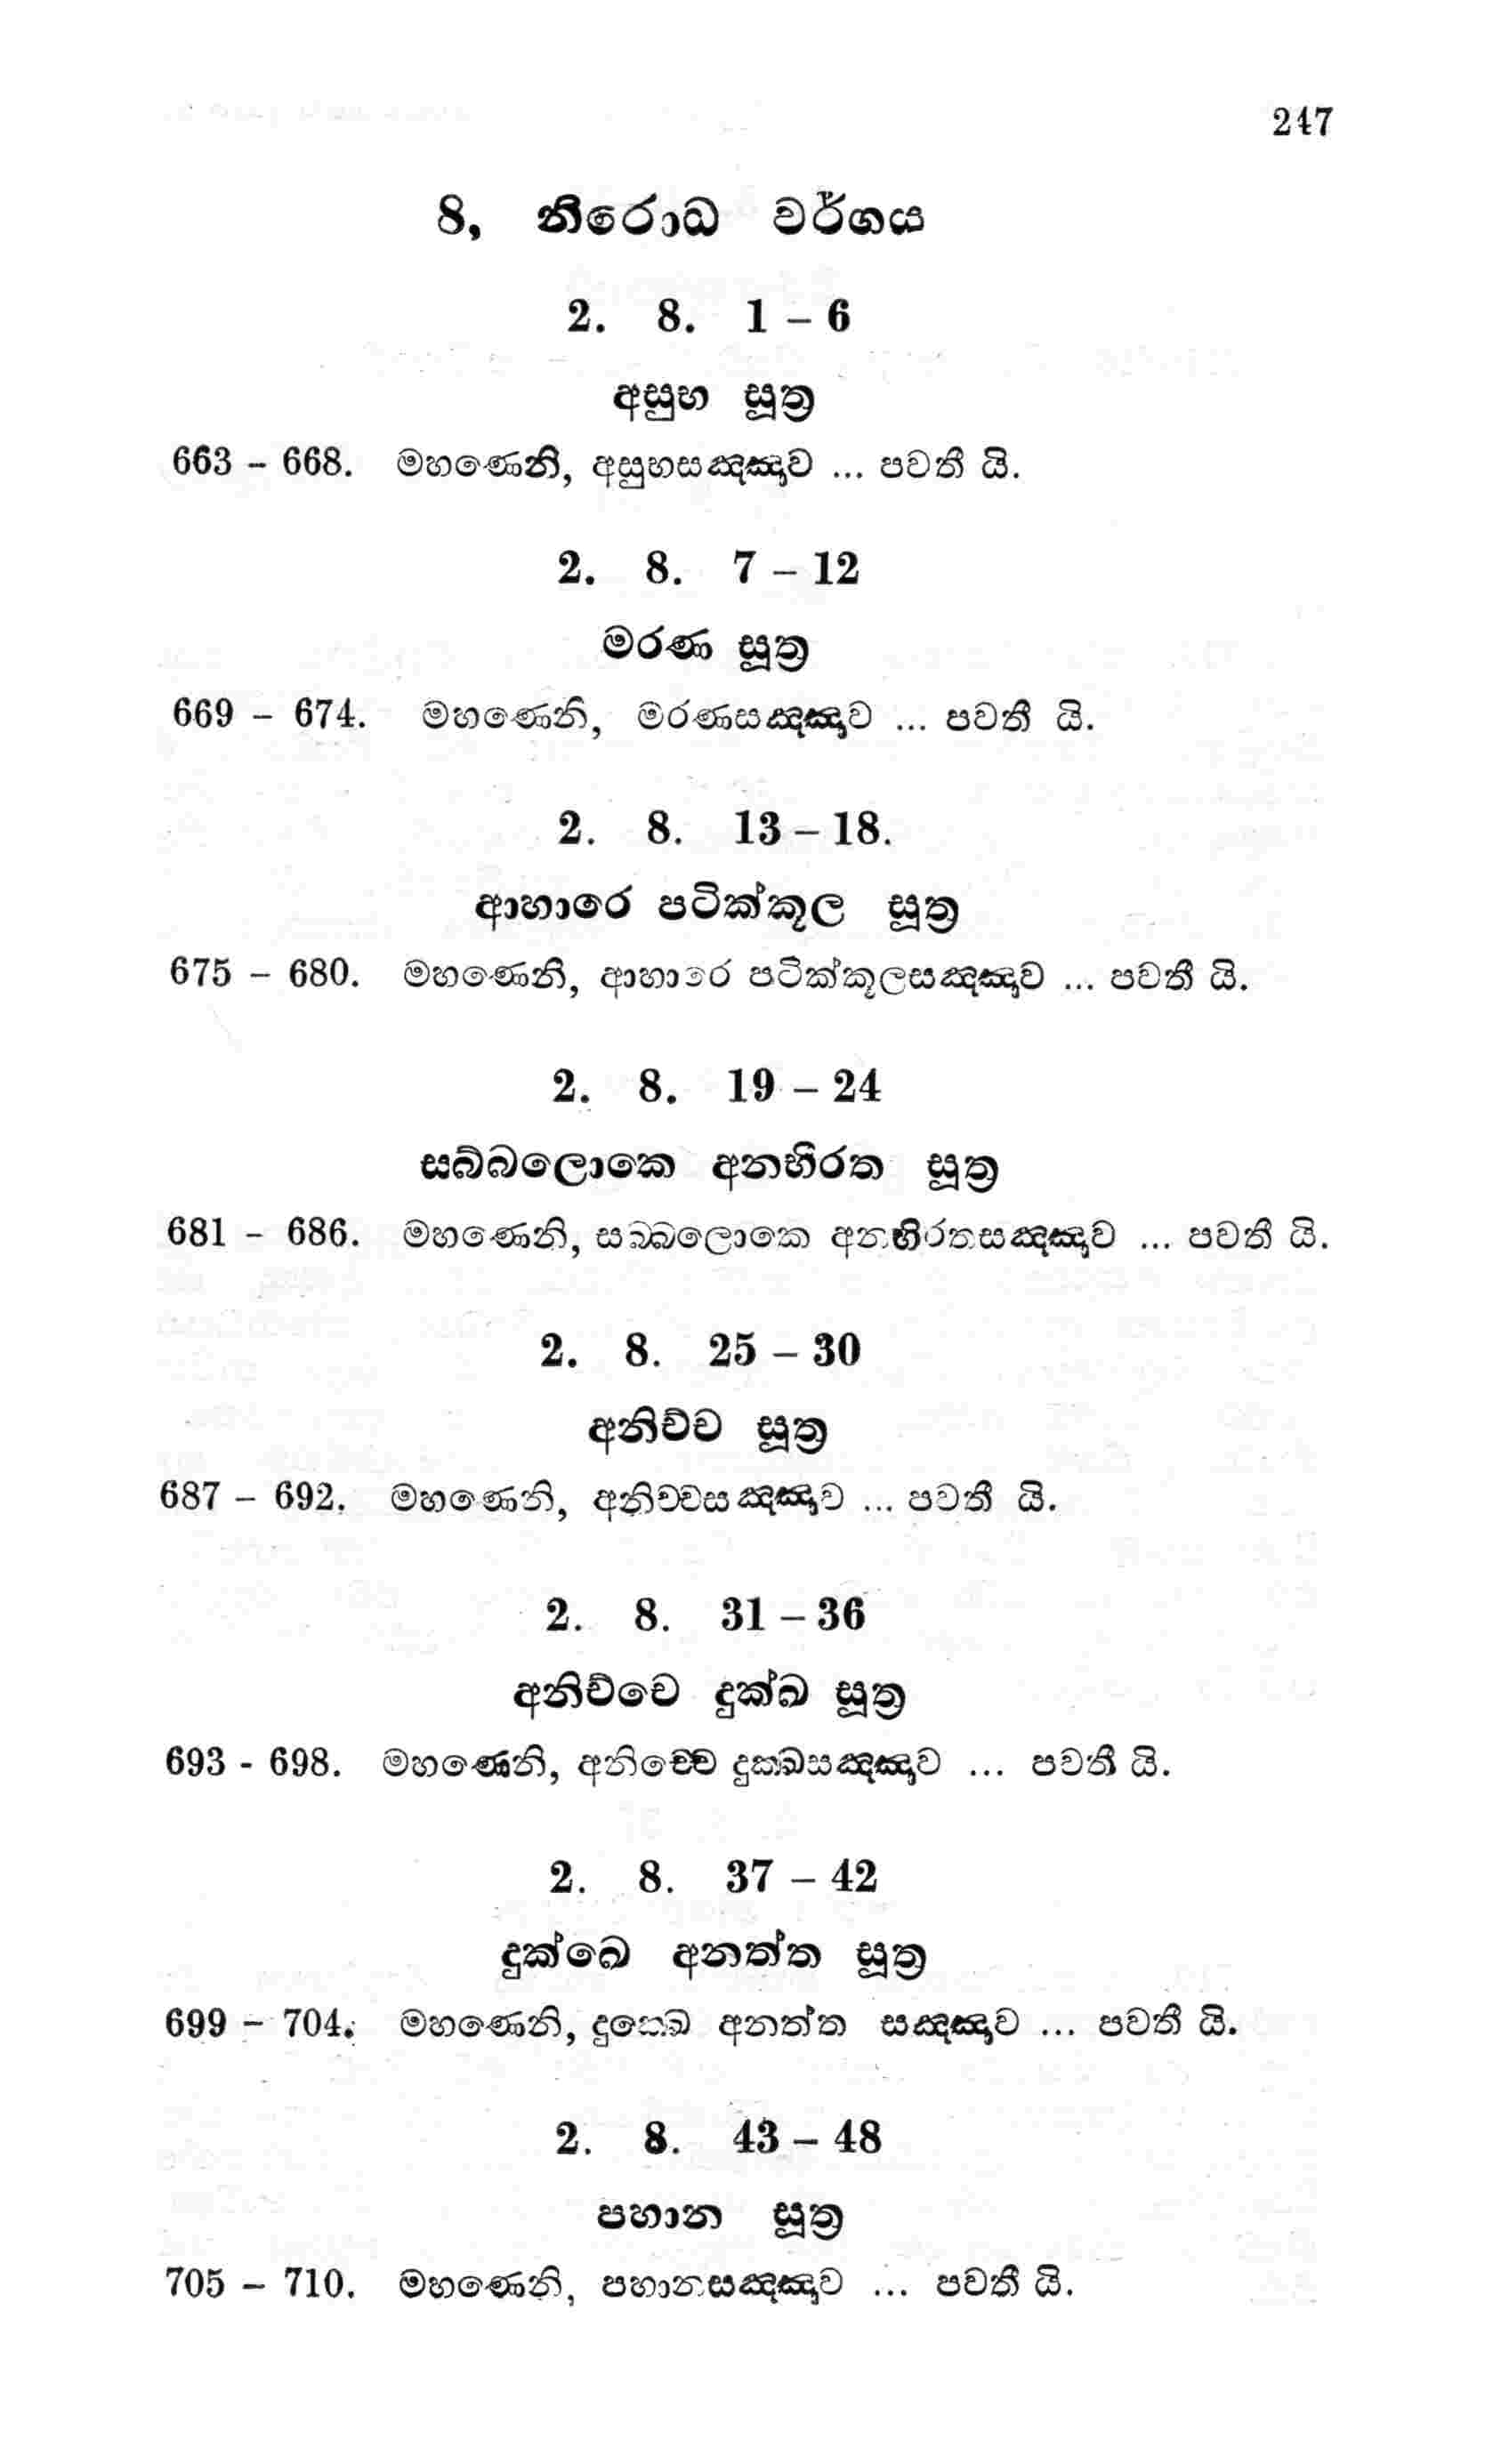 247
8, නිරොධ වර්ගය
2. 8. 1 – 6
අසුභ සූත්‍ර
663 – 668. මහණෙනි, අසුභසඤ්ඤාව ... පවතී යි.
2. 8. 7 – 12
මරණ සූත්‍ර
669 – 674. මහණෙනි, මරණසඤ්ඤාව ... පවතී යි.
2. 8. 13 – 18.
ආහාරෙ පටික්කූල සූත්‍ර
675 – 680. මහණෙනි, ආහාරෙ පටික්කූලසඤ්ඤාව ... පවතී යි.
2. 8. 19 – 24
සබ්බලොකෙ අනභිරත සූත්‍ර
681 – 686. මහණෙනි, සබ්බලොකෙ අනභිරතසඤ්ඤාව ... පවතී යි.
2. 8. 25 – 30
අනිච්ච සූත්‍ර
687 – 692. මහණෙනි, අනිච්චසඤ්ඤාව ... පවතී යි.
2. 8. 31 – 36
අනිච්චෙ දුක්ඛ සූත්‍ර
693 - 698. මහණෙනි, අනිච්චෙ දුක්ඛසඤ්ඤාව ... පවතී යි.
2. 8. 37 – 42
දුක්ඛෙ අනත්ත සූත්‍ර
699 – 704. මහණෙනි, දුක්ඛෙ අනත්ත සඤ්ඤාව ... පවතී යි.
2. 8. 43 – 48
පහාන සූත්‍ර
705 – 710. මහණෙනි, පහානසඤ්ඤාව ... පවතී යි.